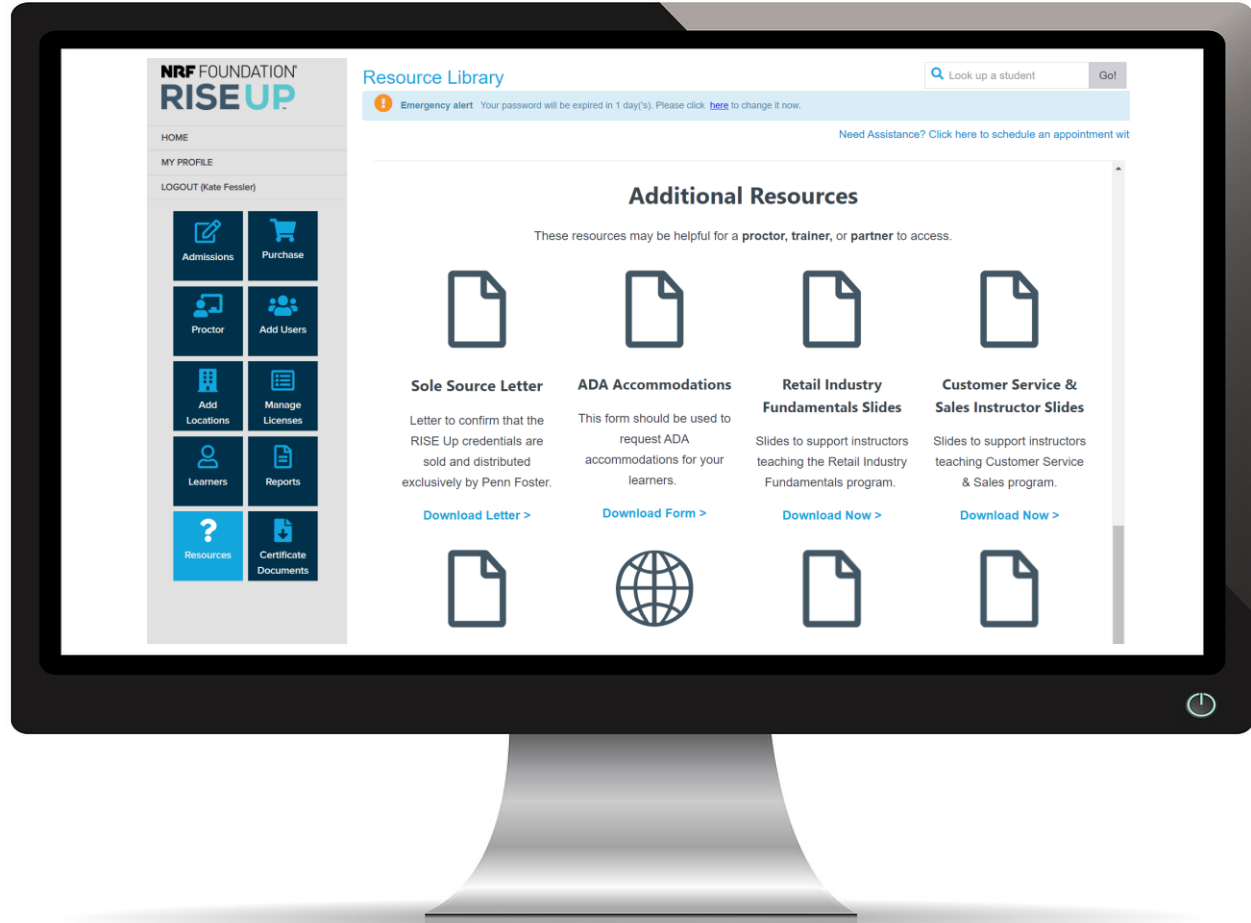 NRF FOUNDATION®
RISE UP™
HOME
MY PROFILE
LOGOUT (Kate Fessler)
Admissions
Purchase
Proctor
Add Users
Add
Locations
Manage
Licenses
Learners
Reports
Resources
Certificate
Documents
Resource Library
Look up a student
Go!
Emergency alert Your password will be expired in 1 day('s). Please click here to change it now.
Need Assistance? Click here to schedule an appointment wit
Additional Resources
These resources may be helpful for a proctor, trainer, or partner to access.
Sole Source Letter
Letter to confirm that the
RISE Up credentials are
sold and distributed
exclusively by Penn Foster.
Download Letter >
ADA Accommodations
This form should be used to
request ADA
accommodations for your
learners.
Download Form >
Retail Industry
Fundamentals Slides
Slides to support instructors
teaching the Retail Industry
Fundamentals program.
Download Now >
Customer Service &
Sales Instructor Slides
Slides to support instructors
teaching Customer Service
& Sales program.
Download Now >